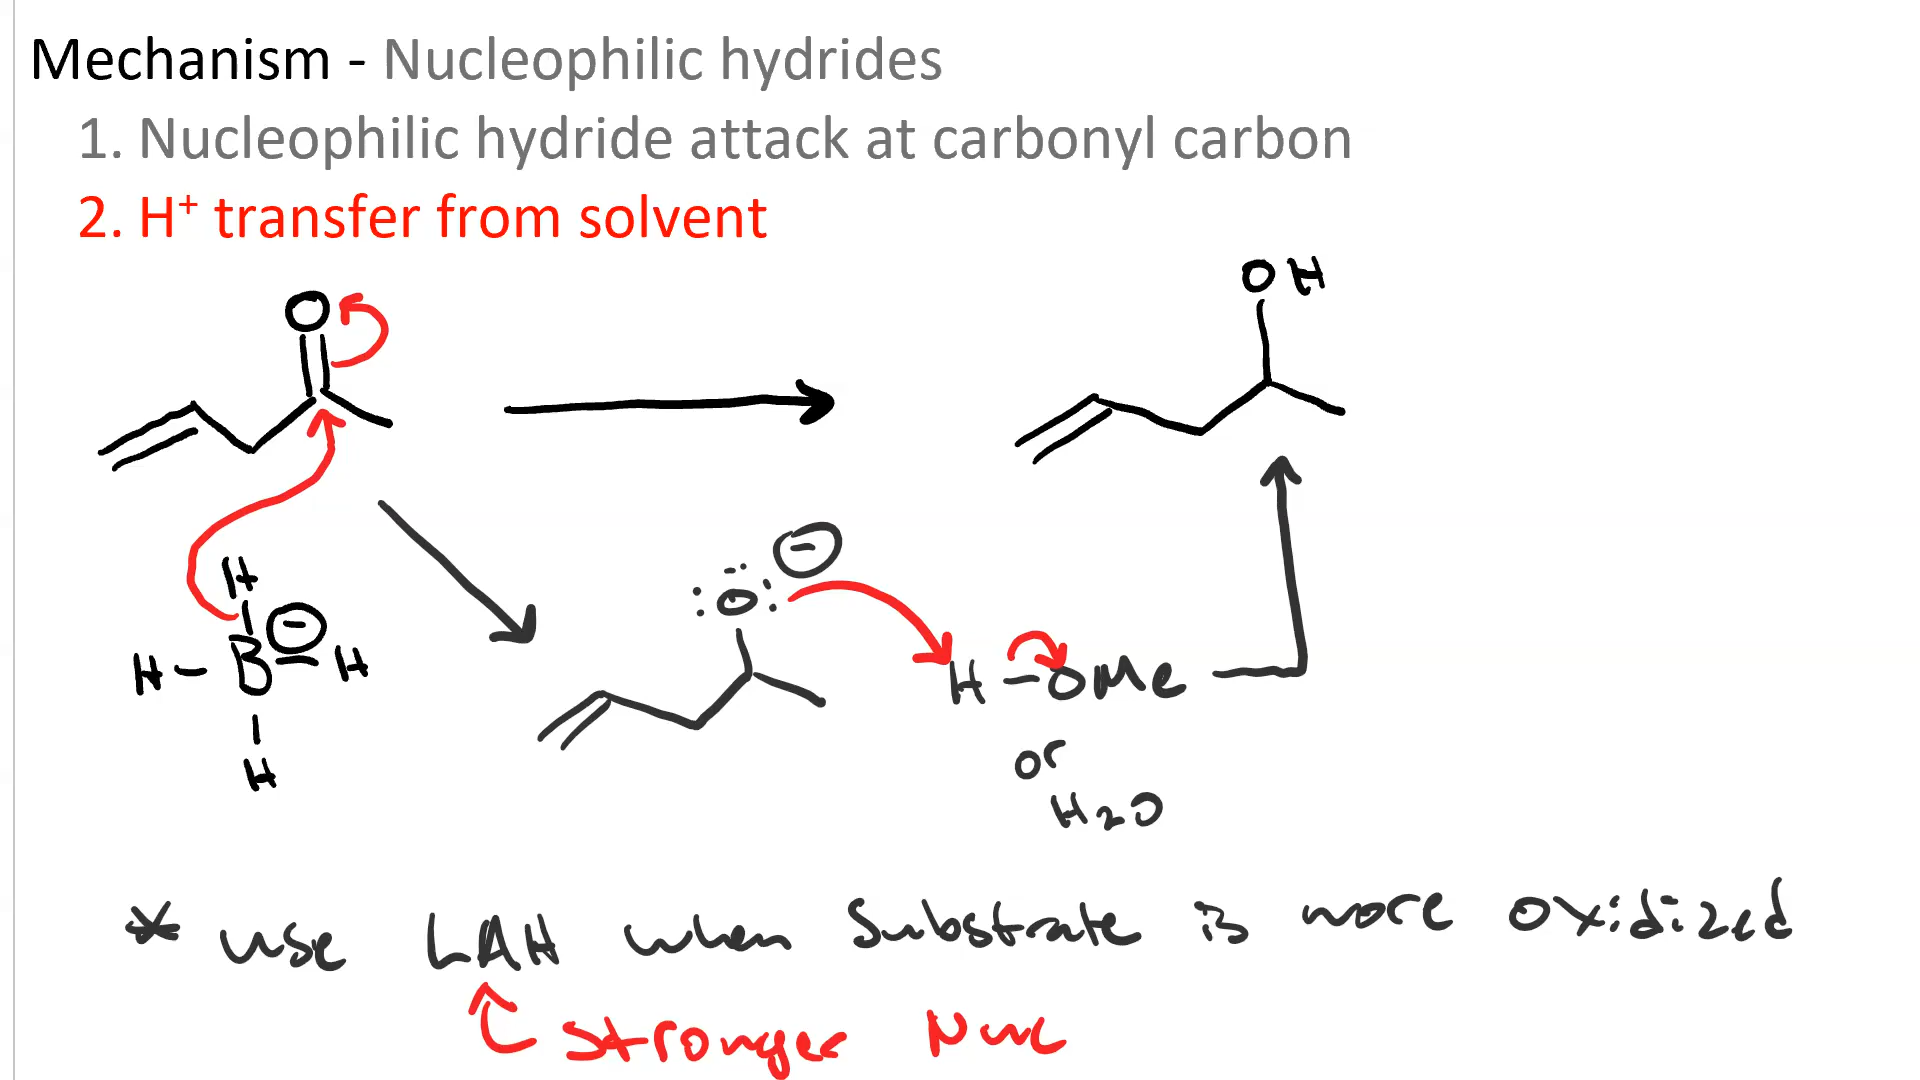 Mechanism - Nucleophilic hydrides
1. Nucleophilic hydride attack at carbonyl carbon
2. H⁺ transfer from solvent
O
OH
H
H - B - H
H
:O:
H - OMe
or
H₂O
* use LAH when substrate is more oxidized
stronger Nuc